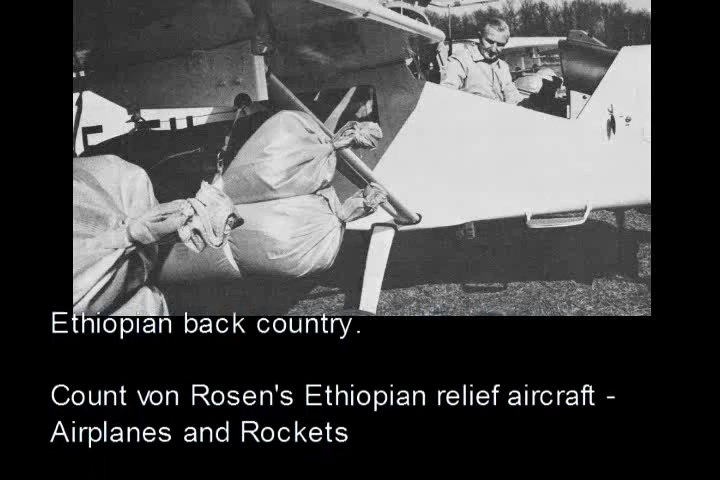 Ethiopian back country.
Count von Rosen's Ethiopian relief aircraft -
Airplanes and Rockets